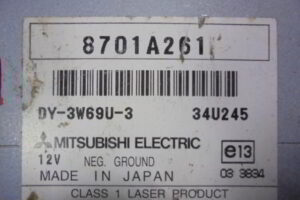 8701A261
DY-3W69U-3 34U245
MITSUBISHI ELECTRIC
12V NEG. GROUND
MADE IN JAPAN
e13
03 3834
CLASS 1 LASER PRODUCT